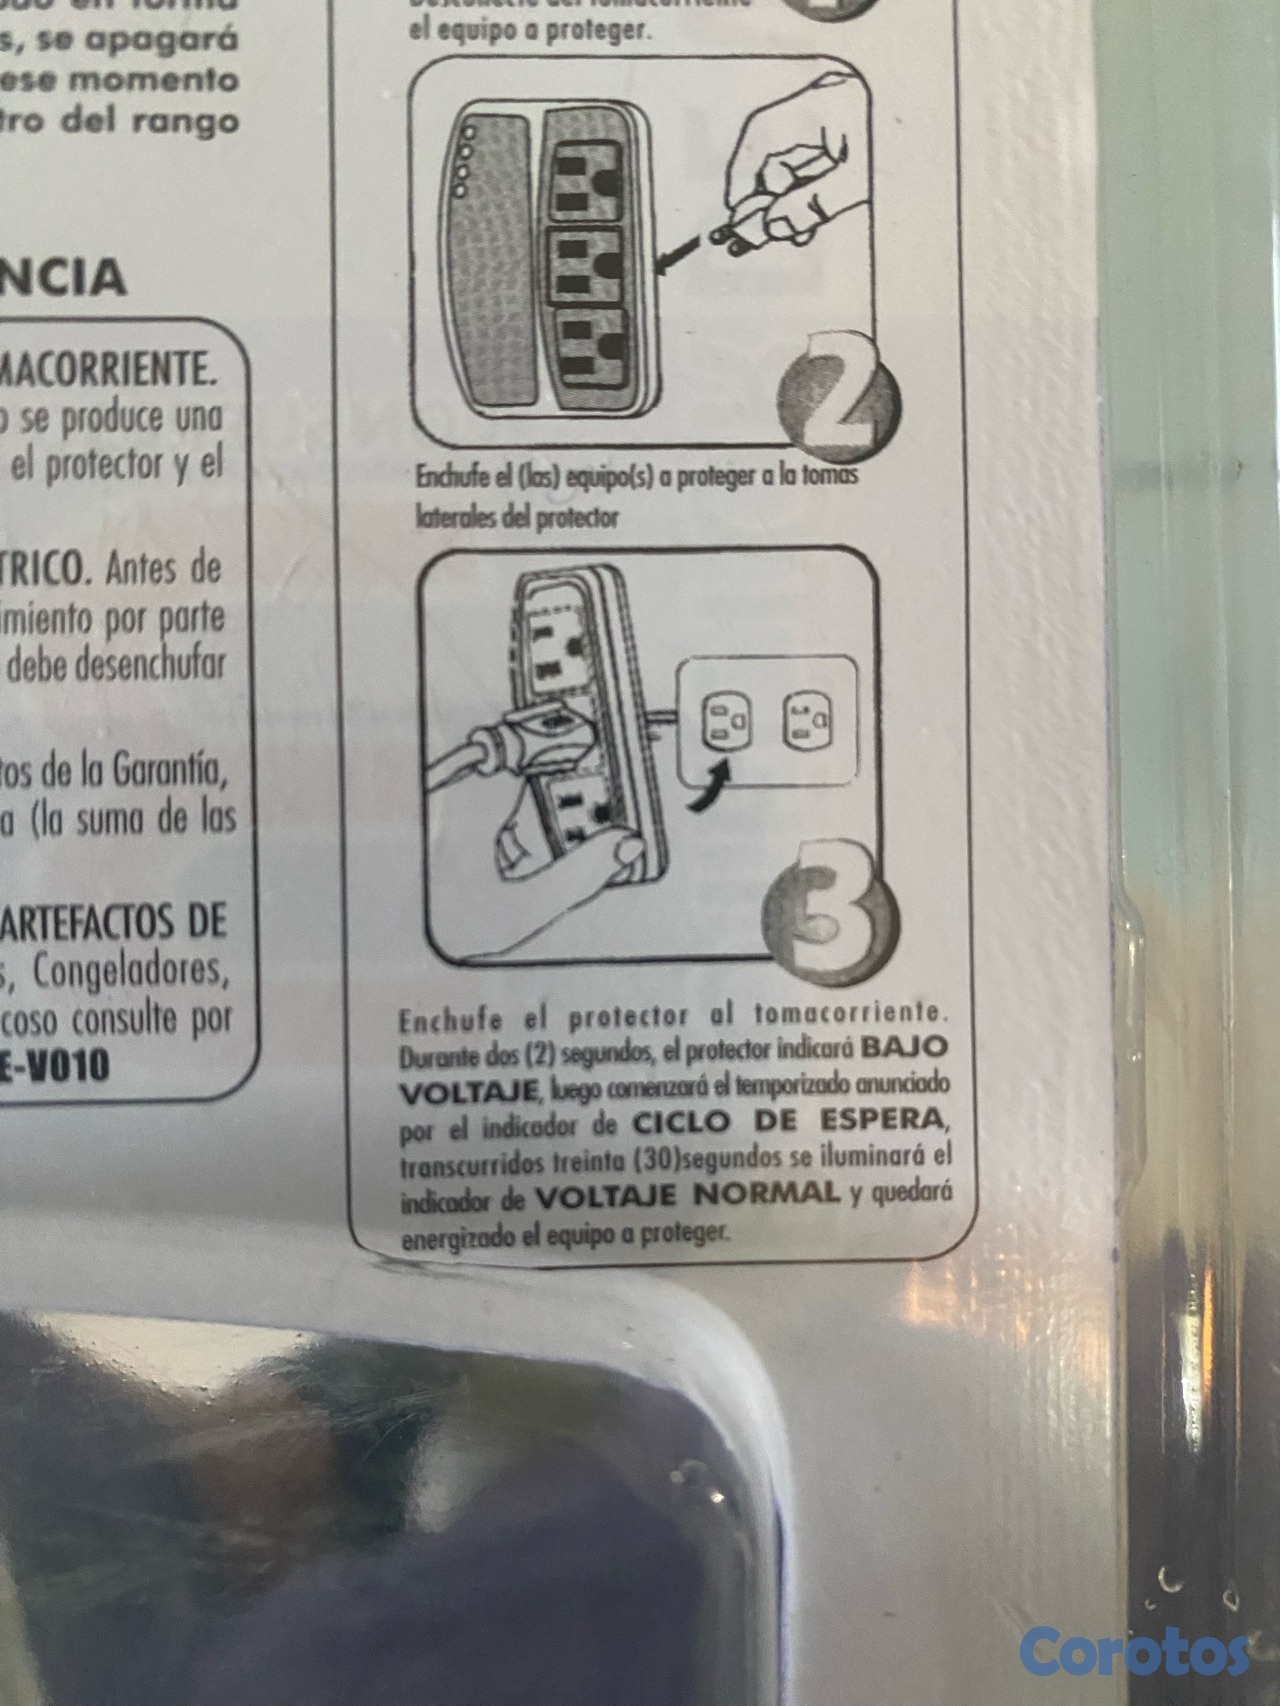 s, se apagará
ese momento
tro del rango
NCIA
MACORRIENTE.
o se produce una
el protector y el
TRICO. Antes de
imiento por parte
debe desenchufar
tos de la Garantía,
a (la suma de las
ARTEFACTOS DE
s, Congeladores,
coso consulte por
E-V010
el equipo a proteger.
2
Enchufe el (las) equipo(s) a proteger a la tomas
laterales del protector
3
Enchufe el protector al tomacorriente.
Durante dos (2) segundos, el protector indicará BAJO
VOLTAJE, luego comenzará el temporizado anunciado
por el indicador de CICLO DE ESPERA,
transcurridos treinta (30)segundos se iluminará el
indicador de VOLTAJE NORMAL y quedará
energizado el equipo a proteger.
Corotos